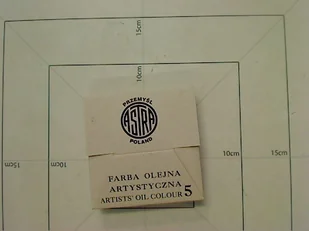 15cm
10cm
PRZEMYŚL
ASTRA
POLAND
10cm
15cm
15cm
10cm
FARBA OLEJNA
ARTYSTYCZNA
ARTISTS' OIL COLOUR 5